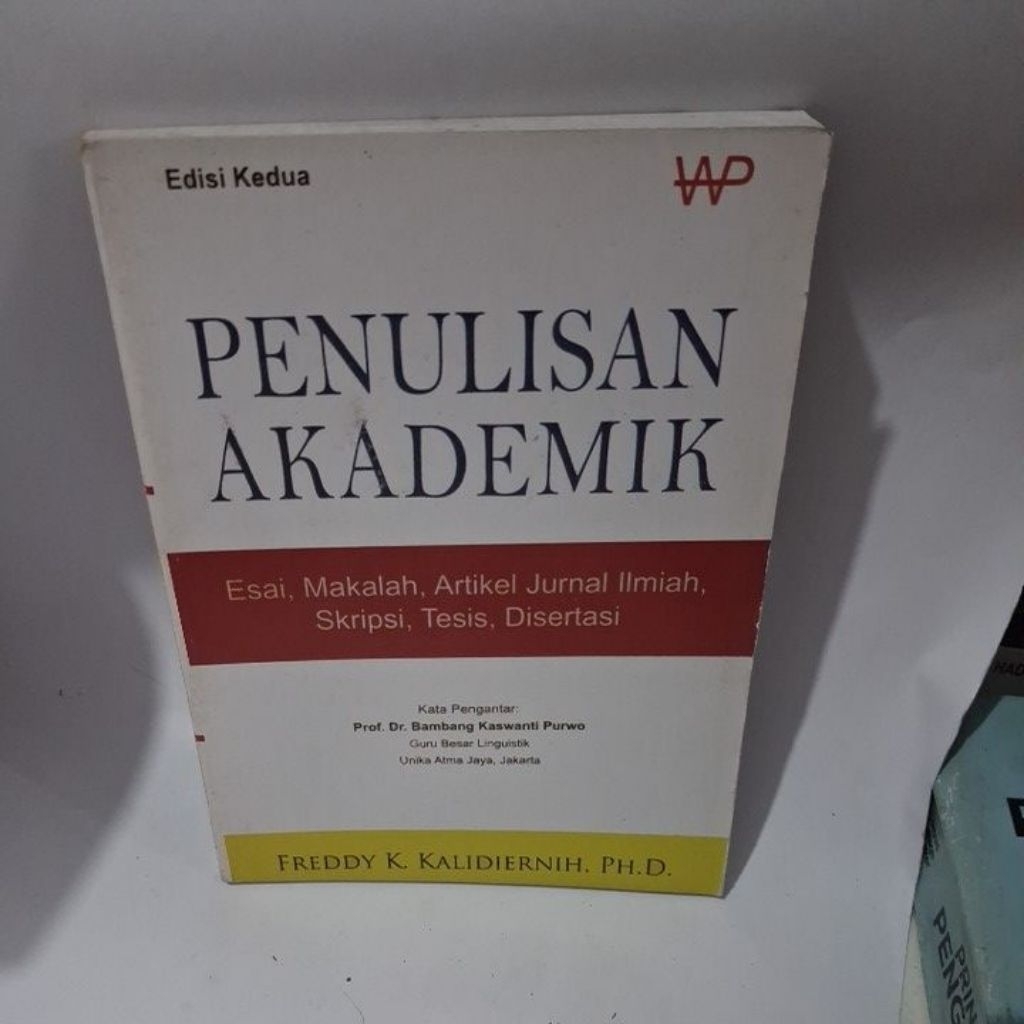 Edisi Kedua
WP
PENULISAN
AKADEMIK
Esai, Makalah, Artikel Jurnal Ilmiah,
Skripsi, Tesis, Disertasi
Kata Pengantar:
Prof. Dr. Bambang Kaswanti Purwo
Guru Besar Linguistik
Unika Atma Jaya, Jakarta
FREDDY K. KALIDIERNIH, PH.D.